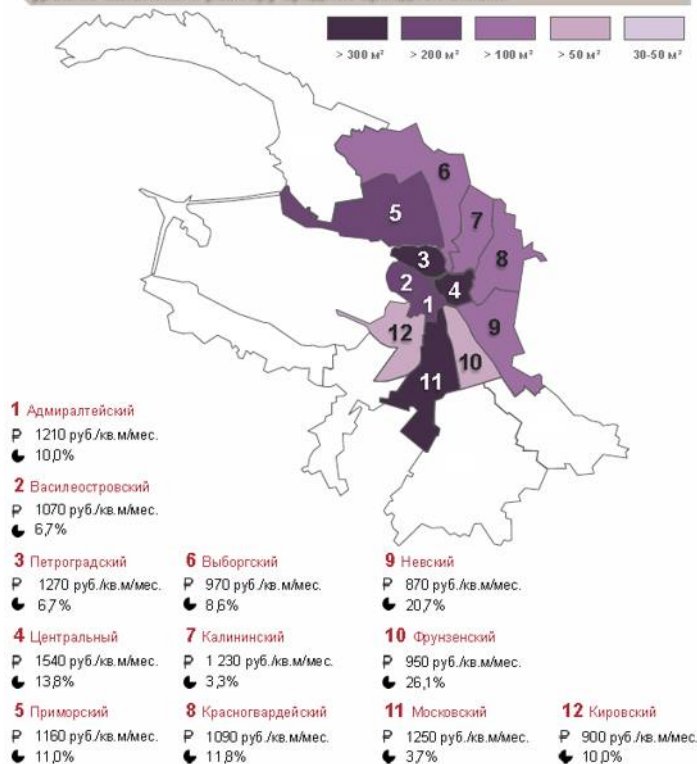 > 300 м² > 200 м² > 100 м² > 50 м² 30-50 м²
6
5
7
3
8
2
4
1
9
12
10
11
1 Адмиралтейский
₽ 1210 руб./кв.м/мес.
10,0%
2 Василеостровский
₽ 1070 руб./кв.м/мес.
6,7%
3 Петроградский
₽ 1270 руб./кв.м/мес.
6,7%
4 Центральный
₽ 1540 руб./кв.м/мес.
13,8%
5 Приморский
₽ 1160 руб./кв.м/мес.
11,0%
6 Выборгский
₽ 970 руб./кв.м/мес.
8,6%
7 Калининский
₽ 1 230 руб./кв.м/мес.
3,3%
8 Красногвардейский
₽ 1090 руб./кв.м/мес.
11,8%
9 Невский
₽ 870 руб./кв.м/мес.
20,7%
10 Фрунзенский
₽ 950 руб./кв.м/мес.
26,1%
11 Московский
₽ 1250 руб./кв.м/мес.
3,7%
12 Кировский
₽ 900 руб./кв.м/мес.
10,0%